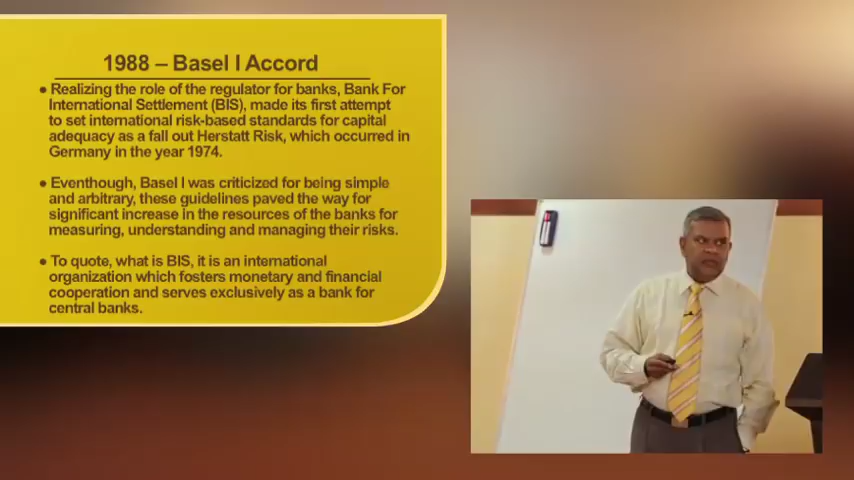 1988 – Basel I Accord
● Realizing the role of the regulator for banks, Bank For
International Settlement (BIS), made its first attempt
to set international risk-based standards for capital
adequacy as a fall out Herstatt Risk, which occurred in
Germany in the year 1974.
● Eventhough, Basel I was criticized for being simple
and arbitrary, these guidelines paved the way for
significant increase in the resources of the banks for
measuring, understanding and managing their risks.
● To quote, what is BIS, it is an international
organization which fosters monetary and financial
cooperation and serves exclusively as a bank for
central banks.